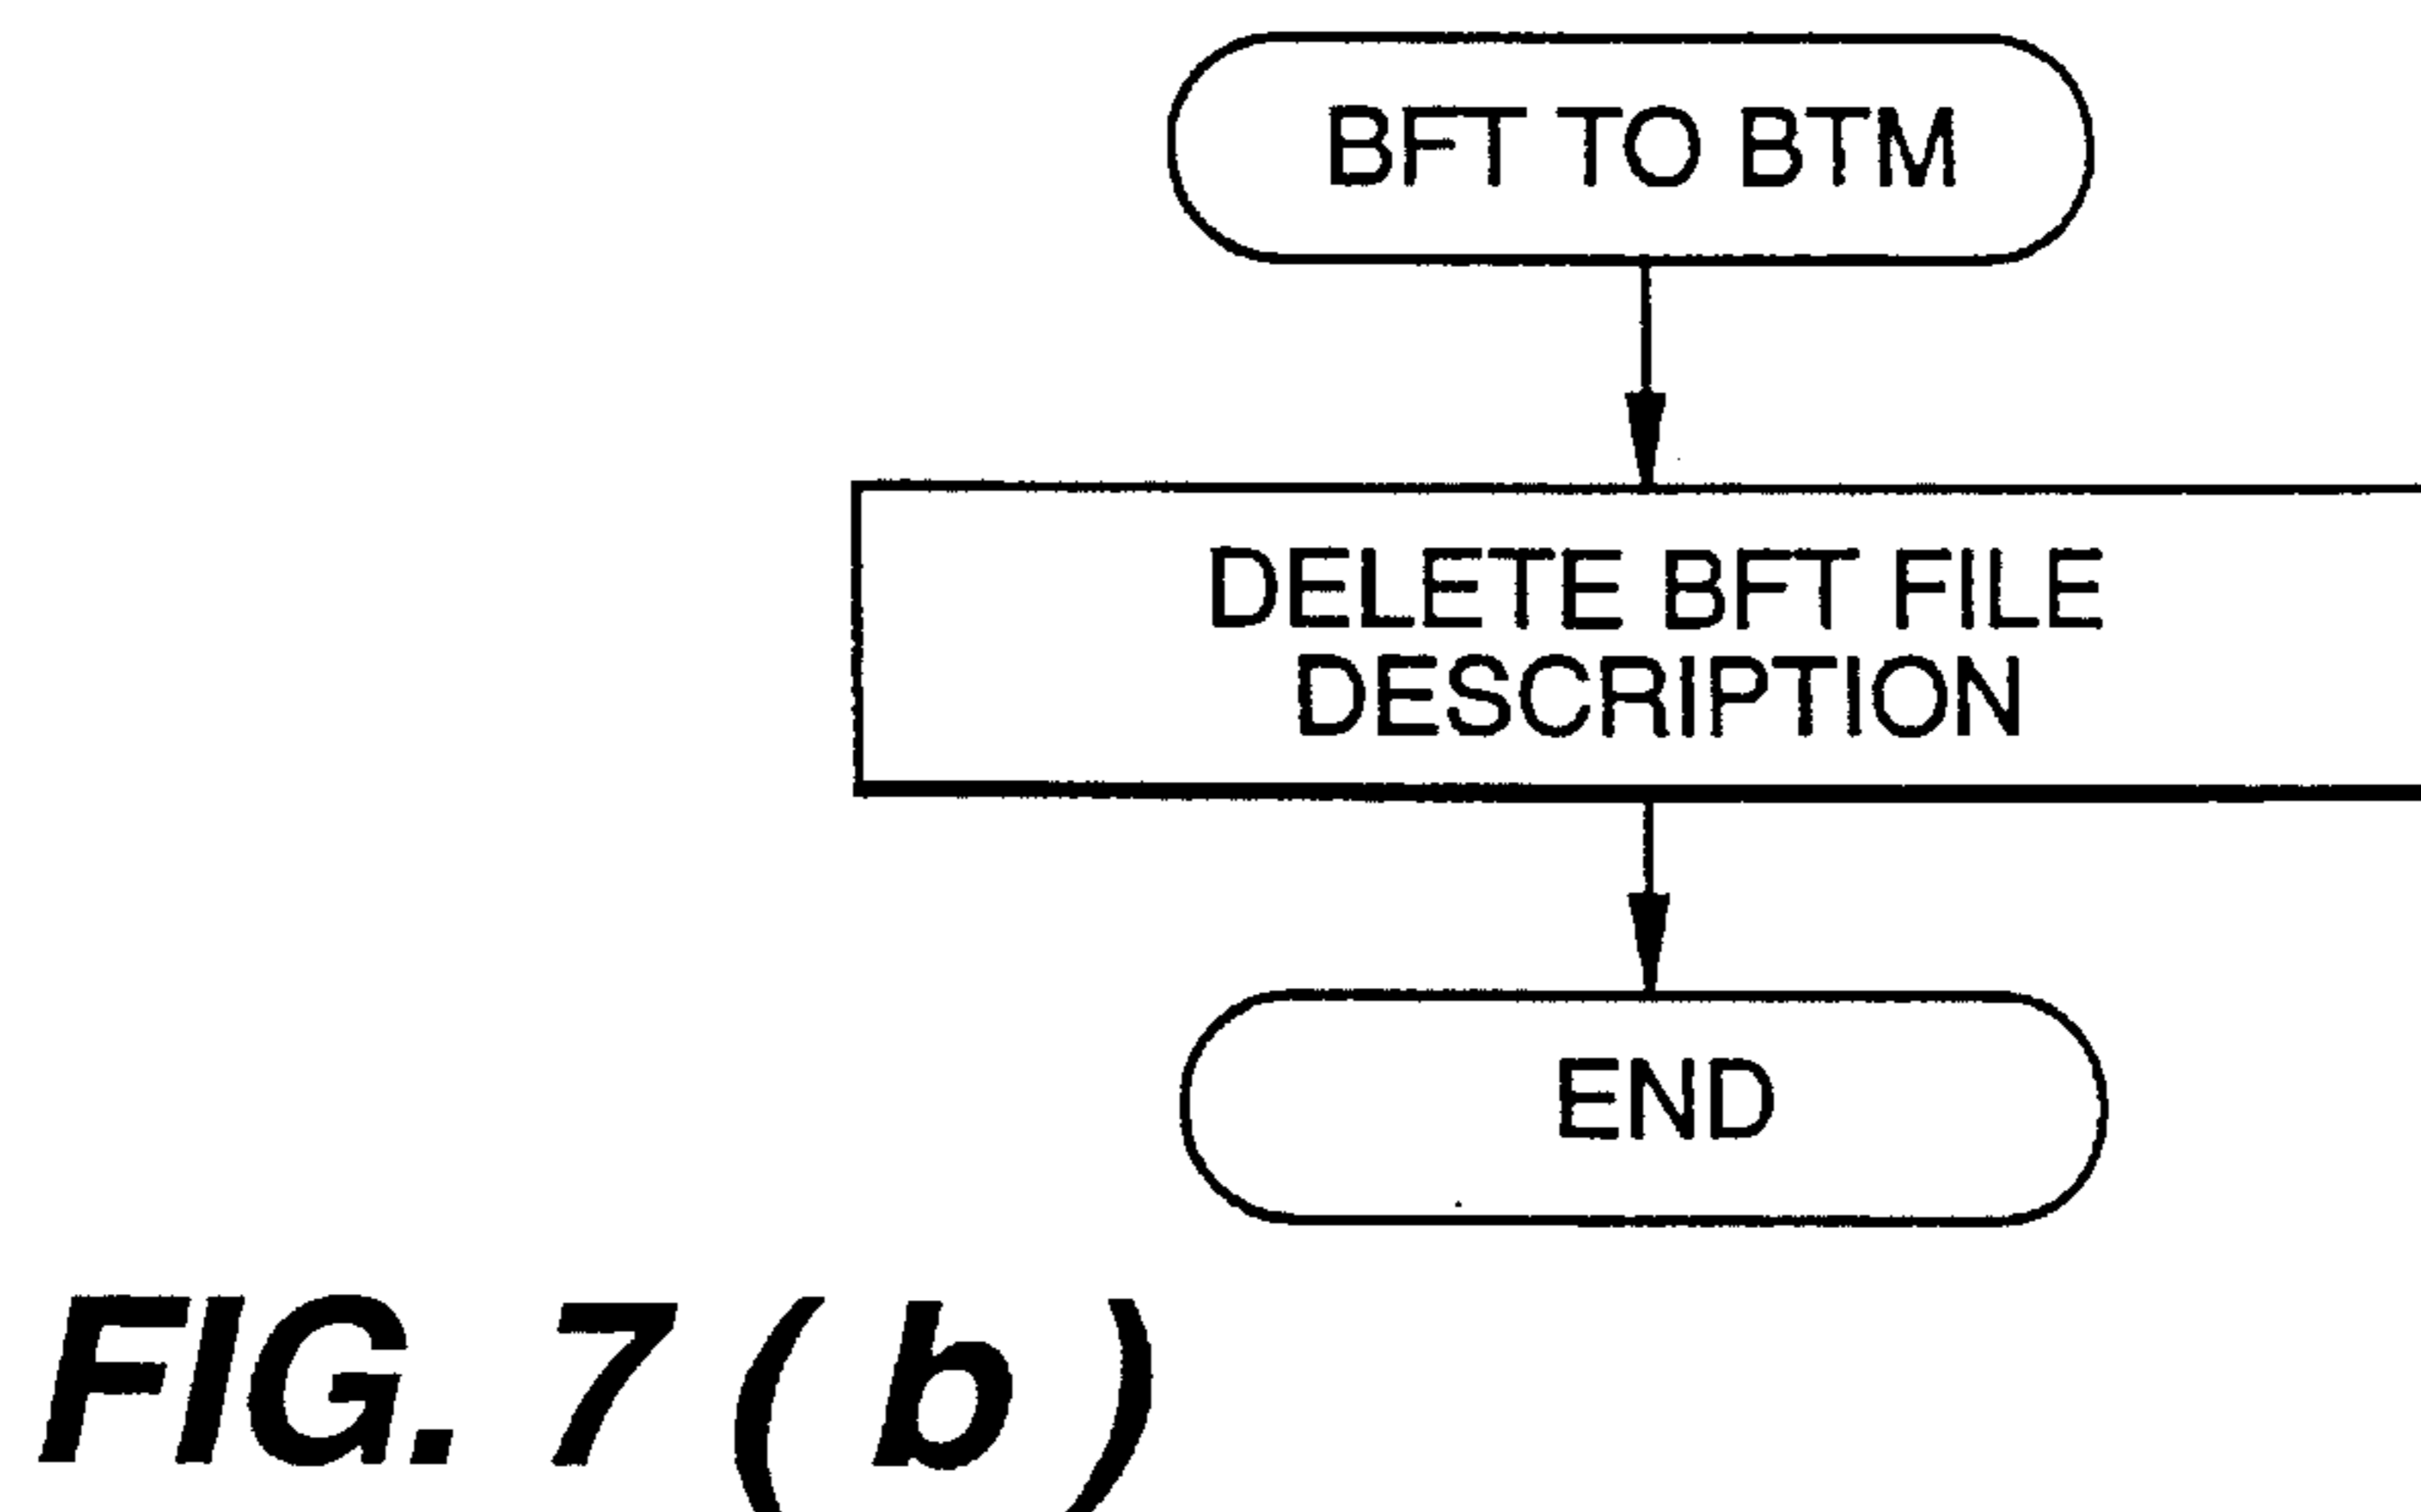 BFT TO BTM
DELETE BFT FILE
DESCRIPTION
END
FIG. 7 ( b )